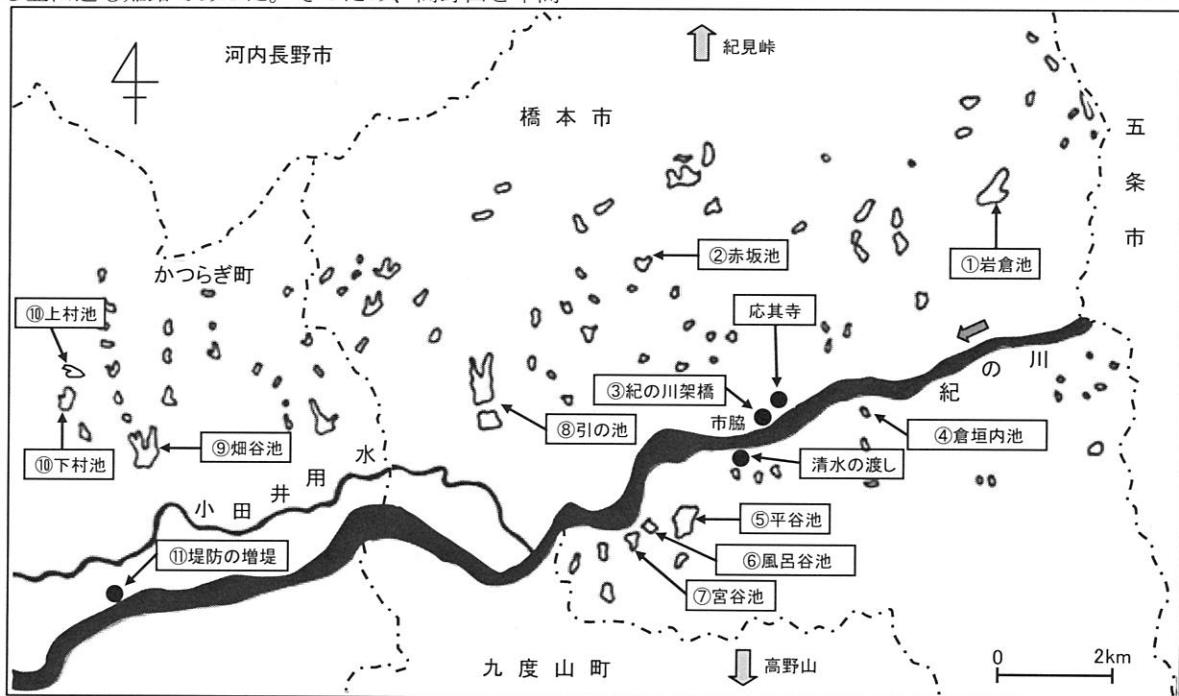 河内長野市
紀見峠
橋本市
五条市
①岩倉池
②赤坂池
かつらぎ町
⑩上村池
応其寺
③紀の川架橋
紀の川
市脇
⑩下村池
⑨畑谷池
⑧引の池
④倉垣内池
清水の渡し
小田井用水
⑤平谷池
⑥風呂谷池
⑪堤防の増堤
⑦宮谷池
九度山町
高野山
0 2km